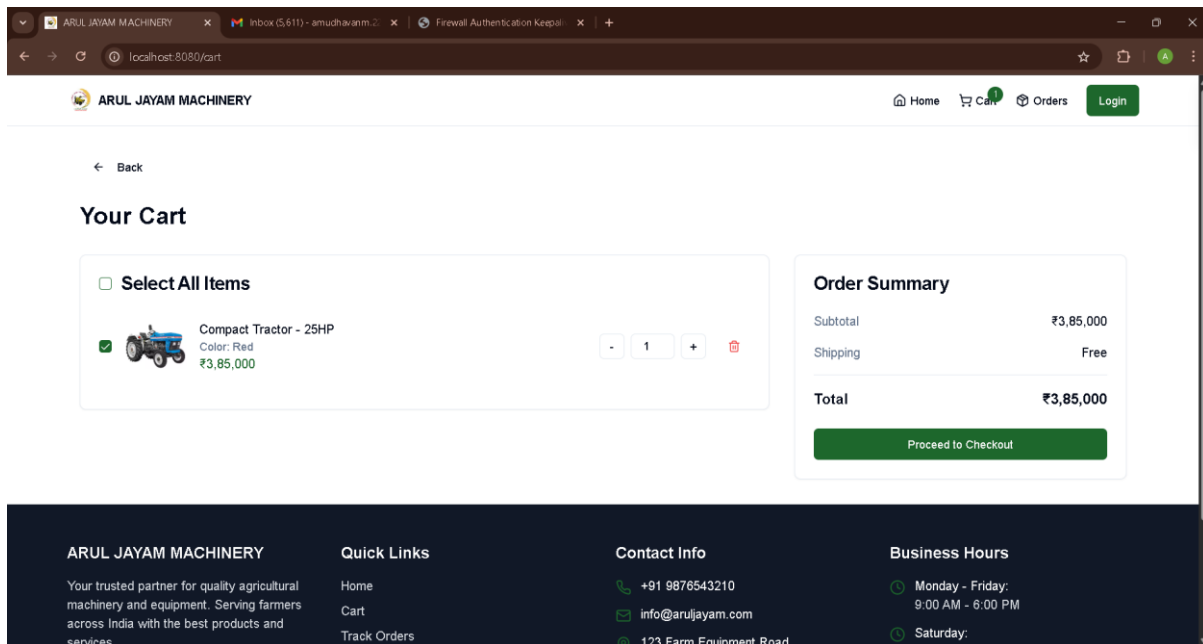 ARUL JAYAM MACHINERY
Inbox (5,611) - amudhavanm.22
Firewall Authentication Keepali
localhost:8080/cart
A
ARUL JAYAM MACHINERY
Home
Cart
1
Orders
Login
Back
Your Cart
Select All Items
Compact Tractor - 25HP
Color: Red
₹3,85,000
- 1 +
Order Summary
Subtotal ₹3,85,000
Shipping Free
Total ₹3,85,000
Proceed to Checkout
ARUL JAYAM MACHINERY
Your trusted partner for quality agricultural
machinery and equipment. Serving farmers
across India with the best products and
services.
Quick Links
Home
Cart
Track Orders
Contact Info
+91 9876543210
info@aruljayam.com
123 Farm Equipment Road
Business Hours
Monday - Friday:
9:00 AM - 6:00 PM
Saturday: